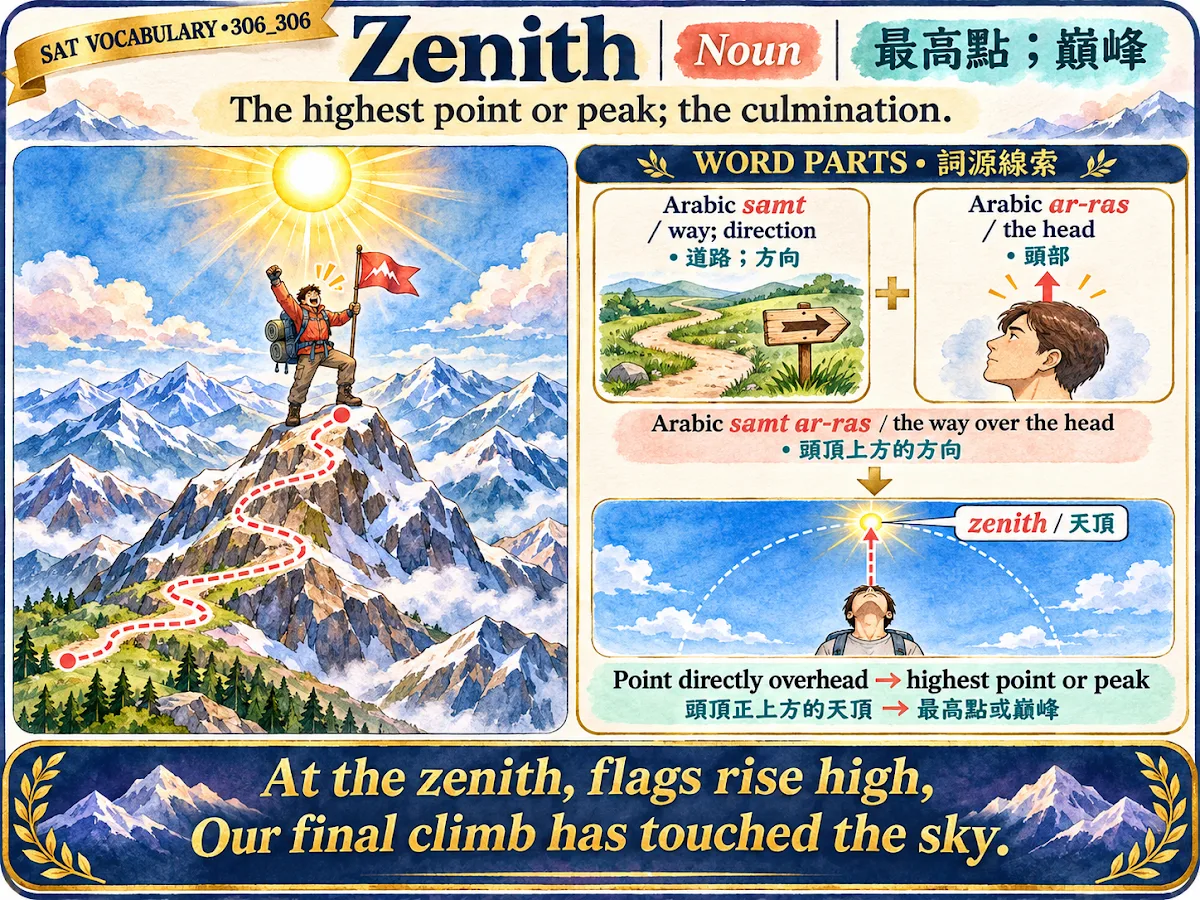 SAT VOCABULARY • 306_306
Zenith
Noun
最高點；巔峰
The highest point or peak; the culmination.
WORD PARTS • 詞源線索
Arabic samt
/ way; direction
• 道路；方向
+
Arabic ar-ras
/ the head
• 頭部
Arabic samt ar-ras / the way over the head
• 頭頂上方的方向
zenith / 天頂
Point directly overhead → highest point or peak
頭頂正上方的天頂 → 最高點或巔峰
At the zenith, flags rise high,
Our final climb has touched the sky.